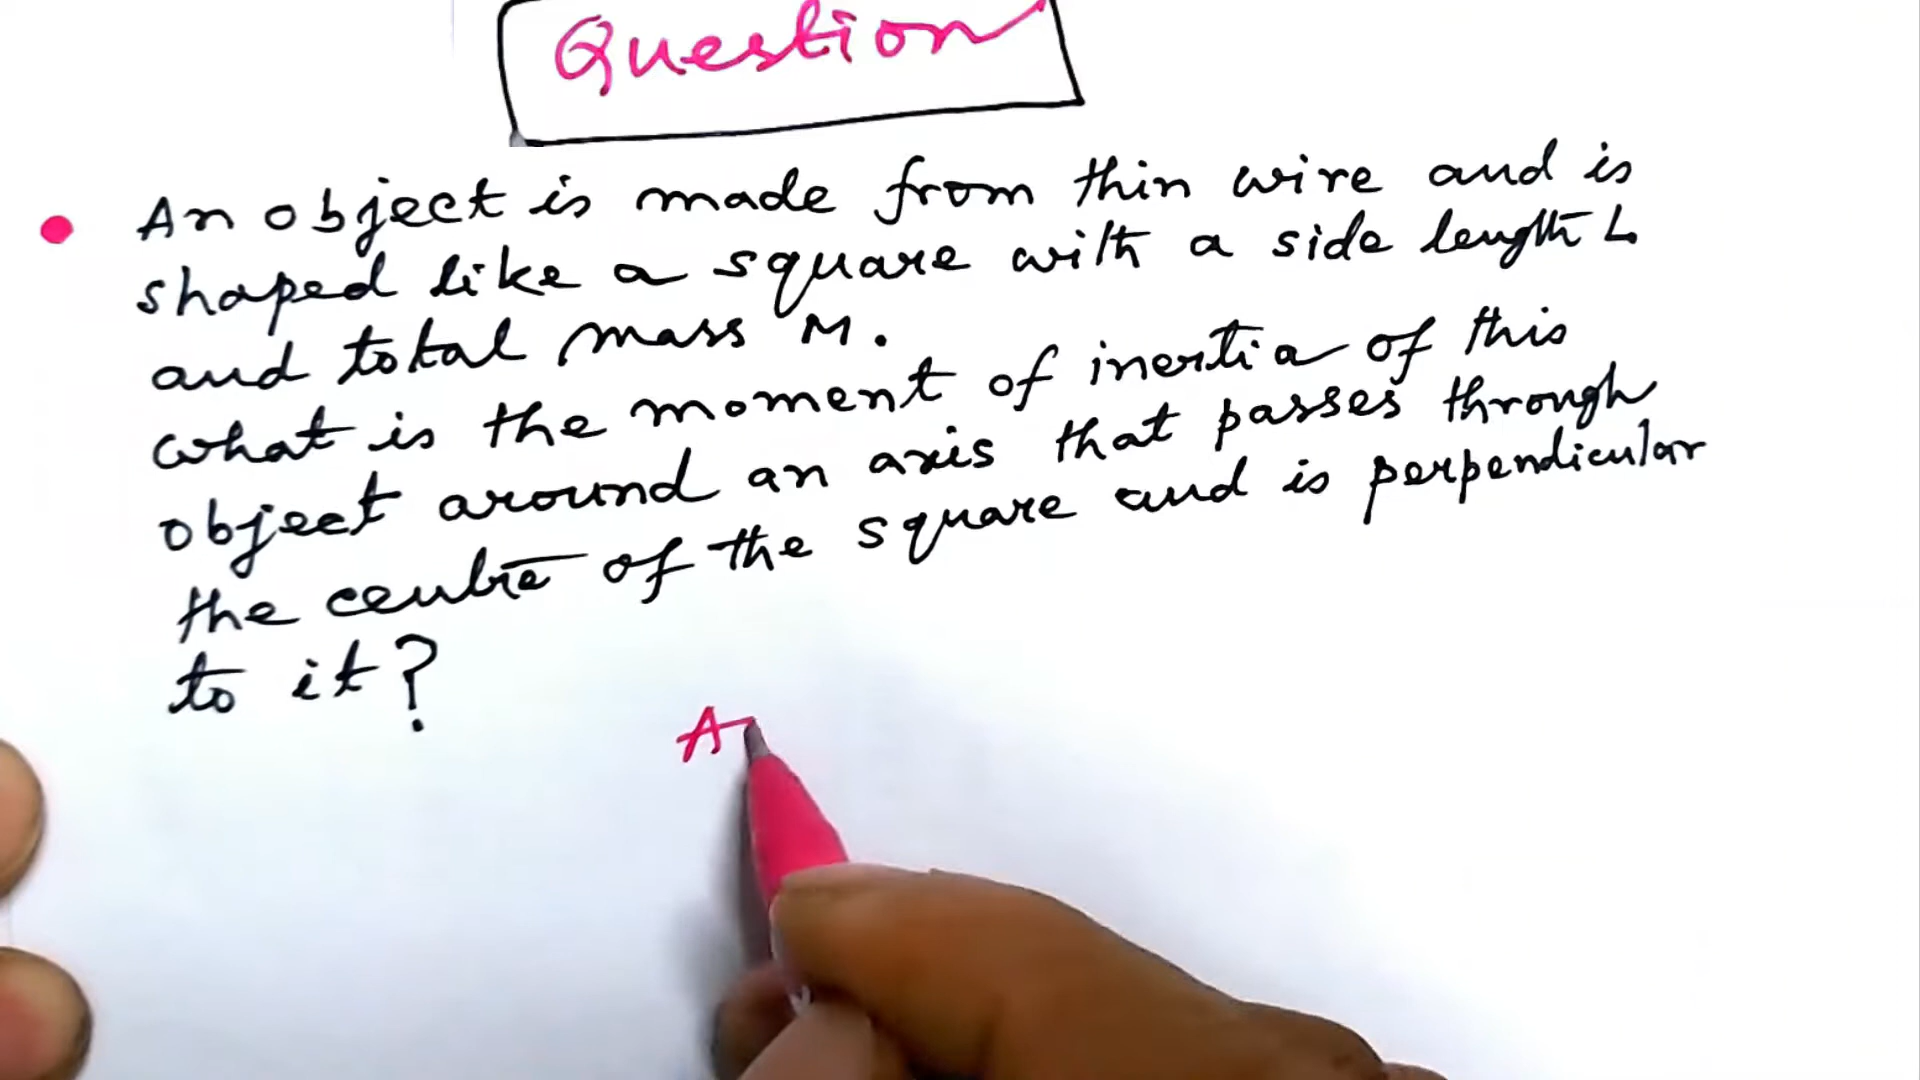 Question
An object is made from thin wire and is
shaped like a square with a side length L
and total mass M.
What is the moment of inertia of this
object around an axis that passes through
the centre of the square and is perpendicular
to it?
A